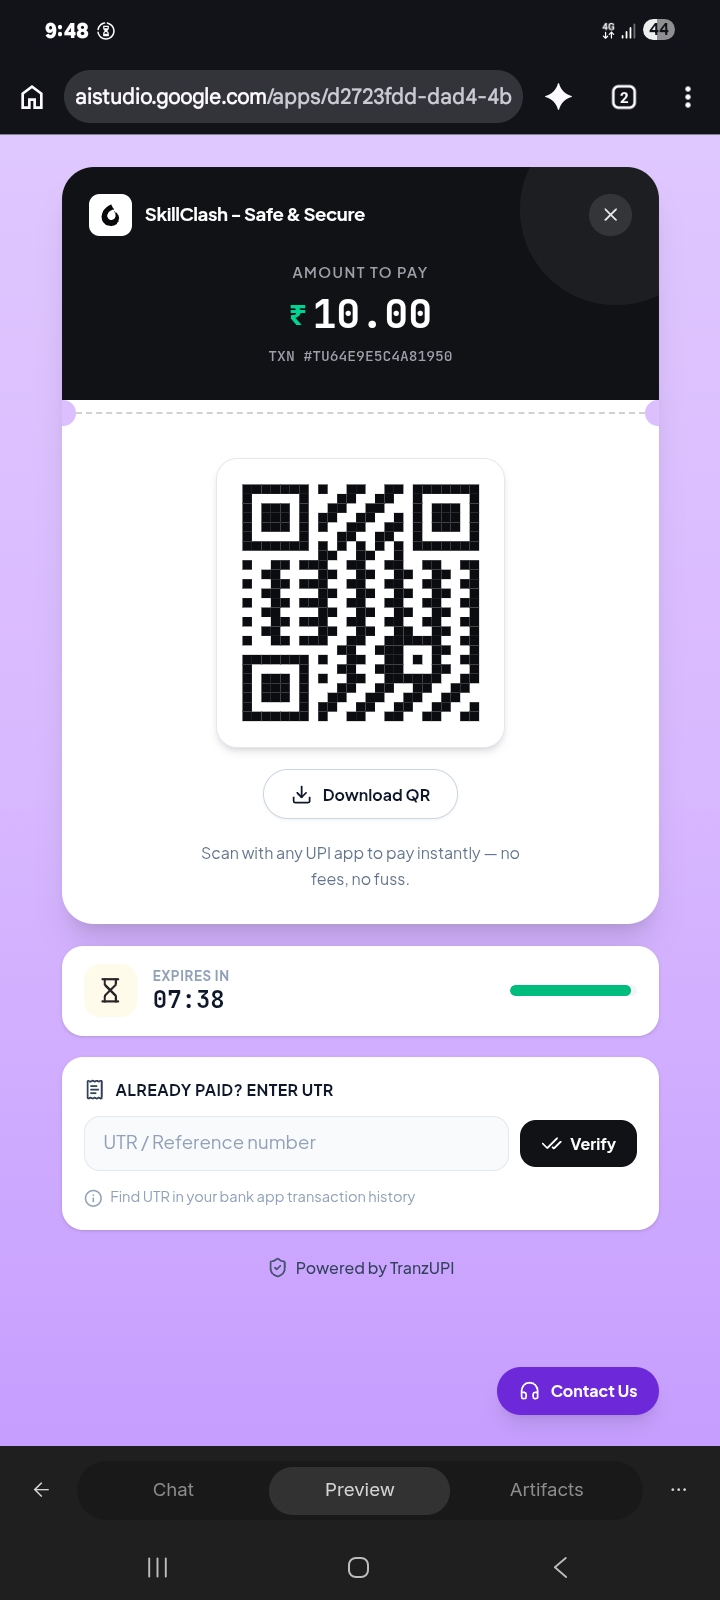 9:48
4G
44
aistudio.google.com/apps/d2723fdd-dad4-4b
2
SkillClash - Safe & Secure
AMOUNT TO PAY
₹10.00
TXN #TU64E9E5C4A81950
Download QR
Scan with any UPI app to pay instantly — no
fees, no fuss.
EXPIRES IN
07:38
ALREADY PAID? ENTER UTR
UTR / Reference number
Verify
Find UTR in your bank app transaction history
Powered by TranzUPI
Contact Us
Chat
Preview
Artifacts